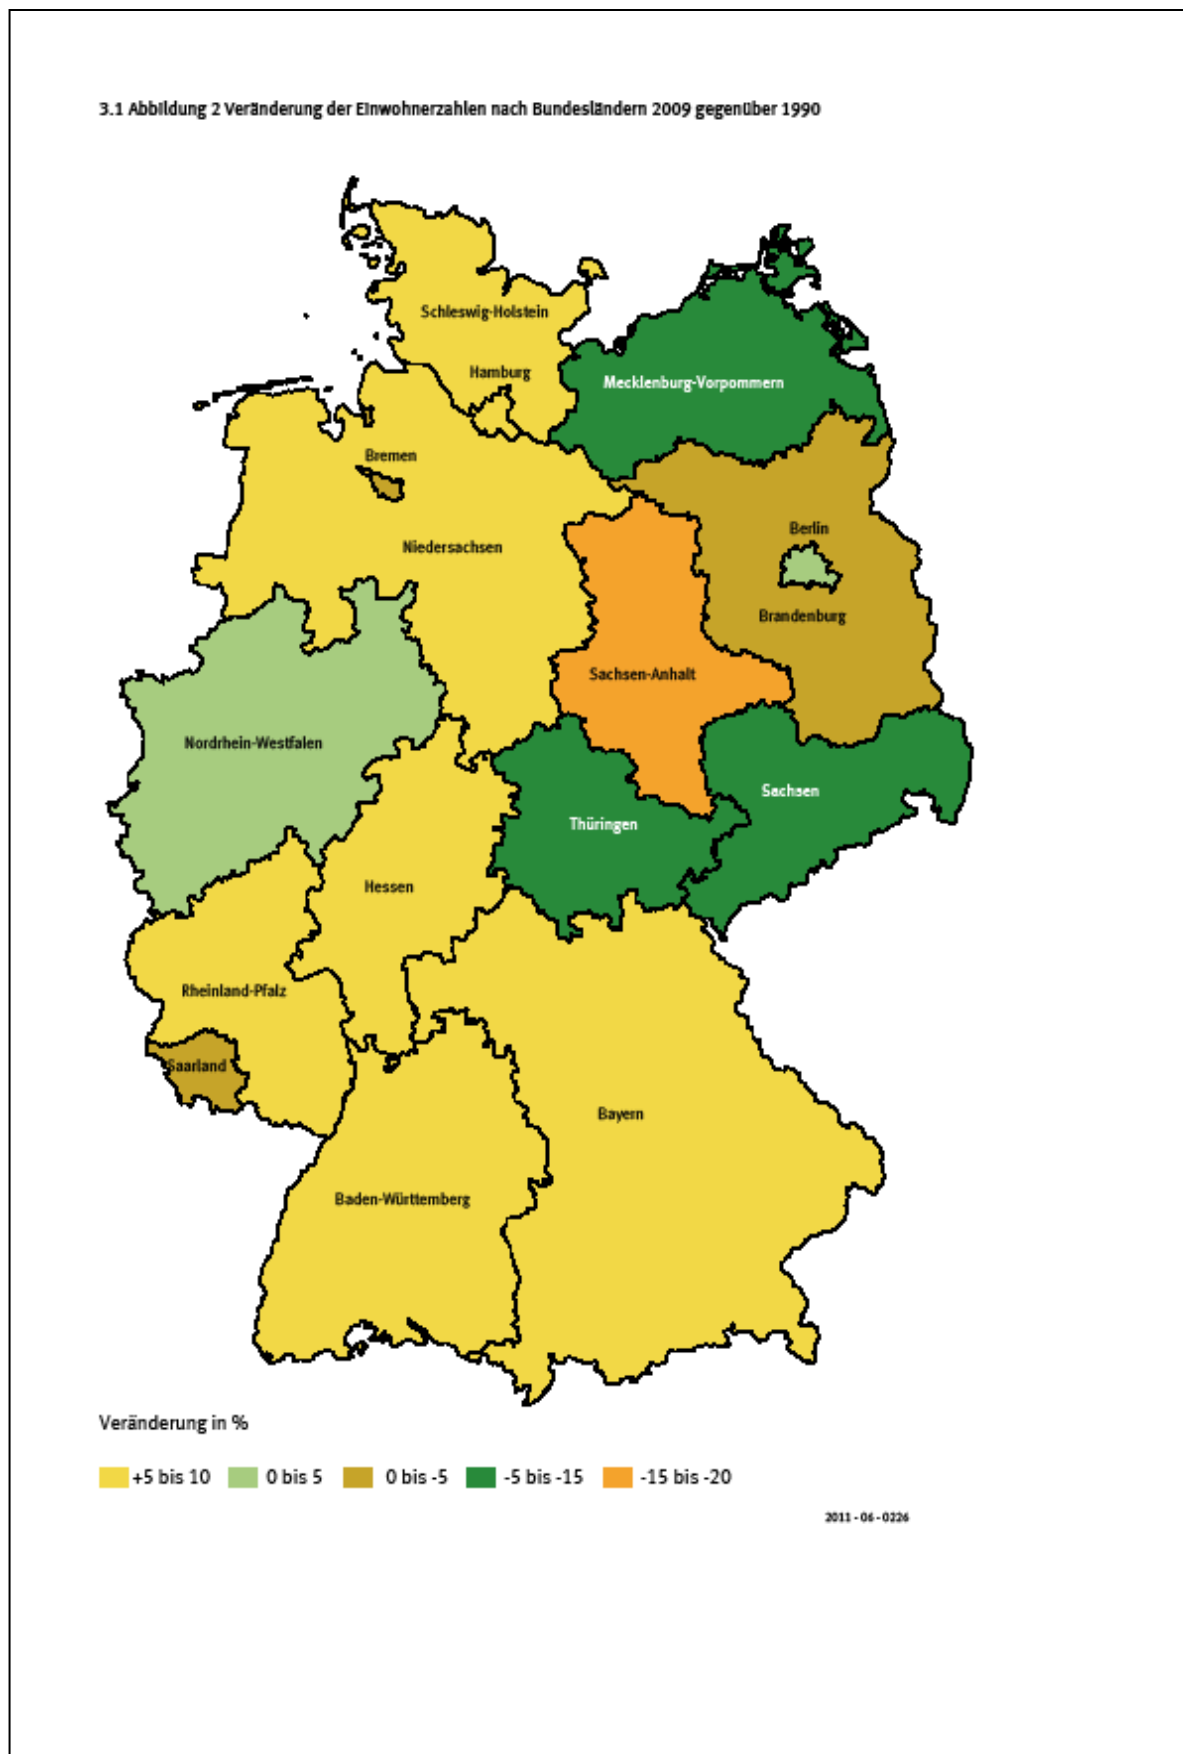 3.1 Abbildung 2 Veränderung der Einwohnerzahlen nach Bundesländern 2009 gegenüber 1990
Schleswig-Holstein
Hamburg
Mecklenburg-Vorpommern
Bremen
Berlin
Niedersachsen
Brandenburg
Sachsen-Anhalt
Nordrhein-Westfalen
Sachsen
Thüringen
Hessen
Rheinland-Pfalz
Saarland
Bayern
Baden-Württemberg
Veränderung in %
+5 bis 10 0 bis 5 0 bis -5 -5 bis -15 -15 bis -20
2011 - 06 - 0226